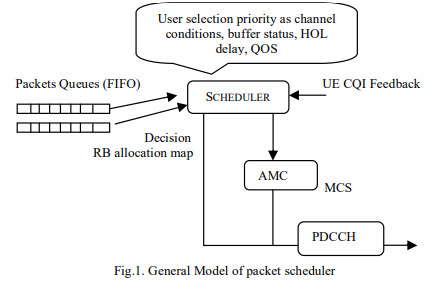 User selection priority as channel
conditions, buffer status, HOL
delay, QOS
Packets Queues (FIFO)
SCHEDULER
UE CQI Feedback
Decision
RB allocation map
AMC
MCS
PDCCH
Fig.1. General Model of packet scheduler